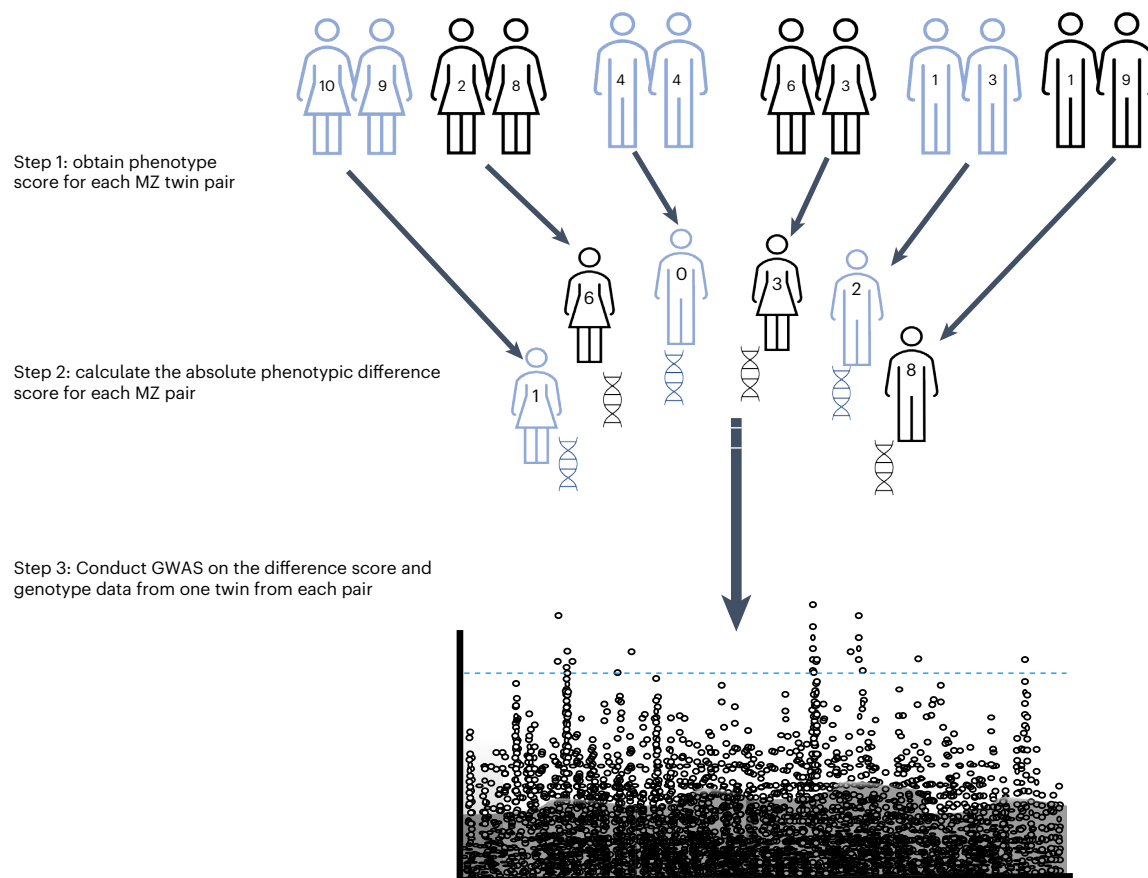 10 9 2 8 4 4 6 3 1 3 1 9
Step 1: obtain phenotype
score for each MZ twin pair
6 0 3 2
Step 2: calculate the absolute phenotypic difference
score for each MZ pair
1 8
Step 3: Conduct GWAS on the difference score and
genotype data from one twin from each pair